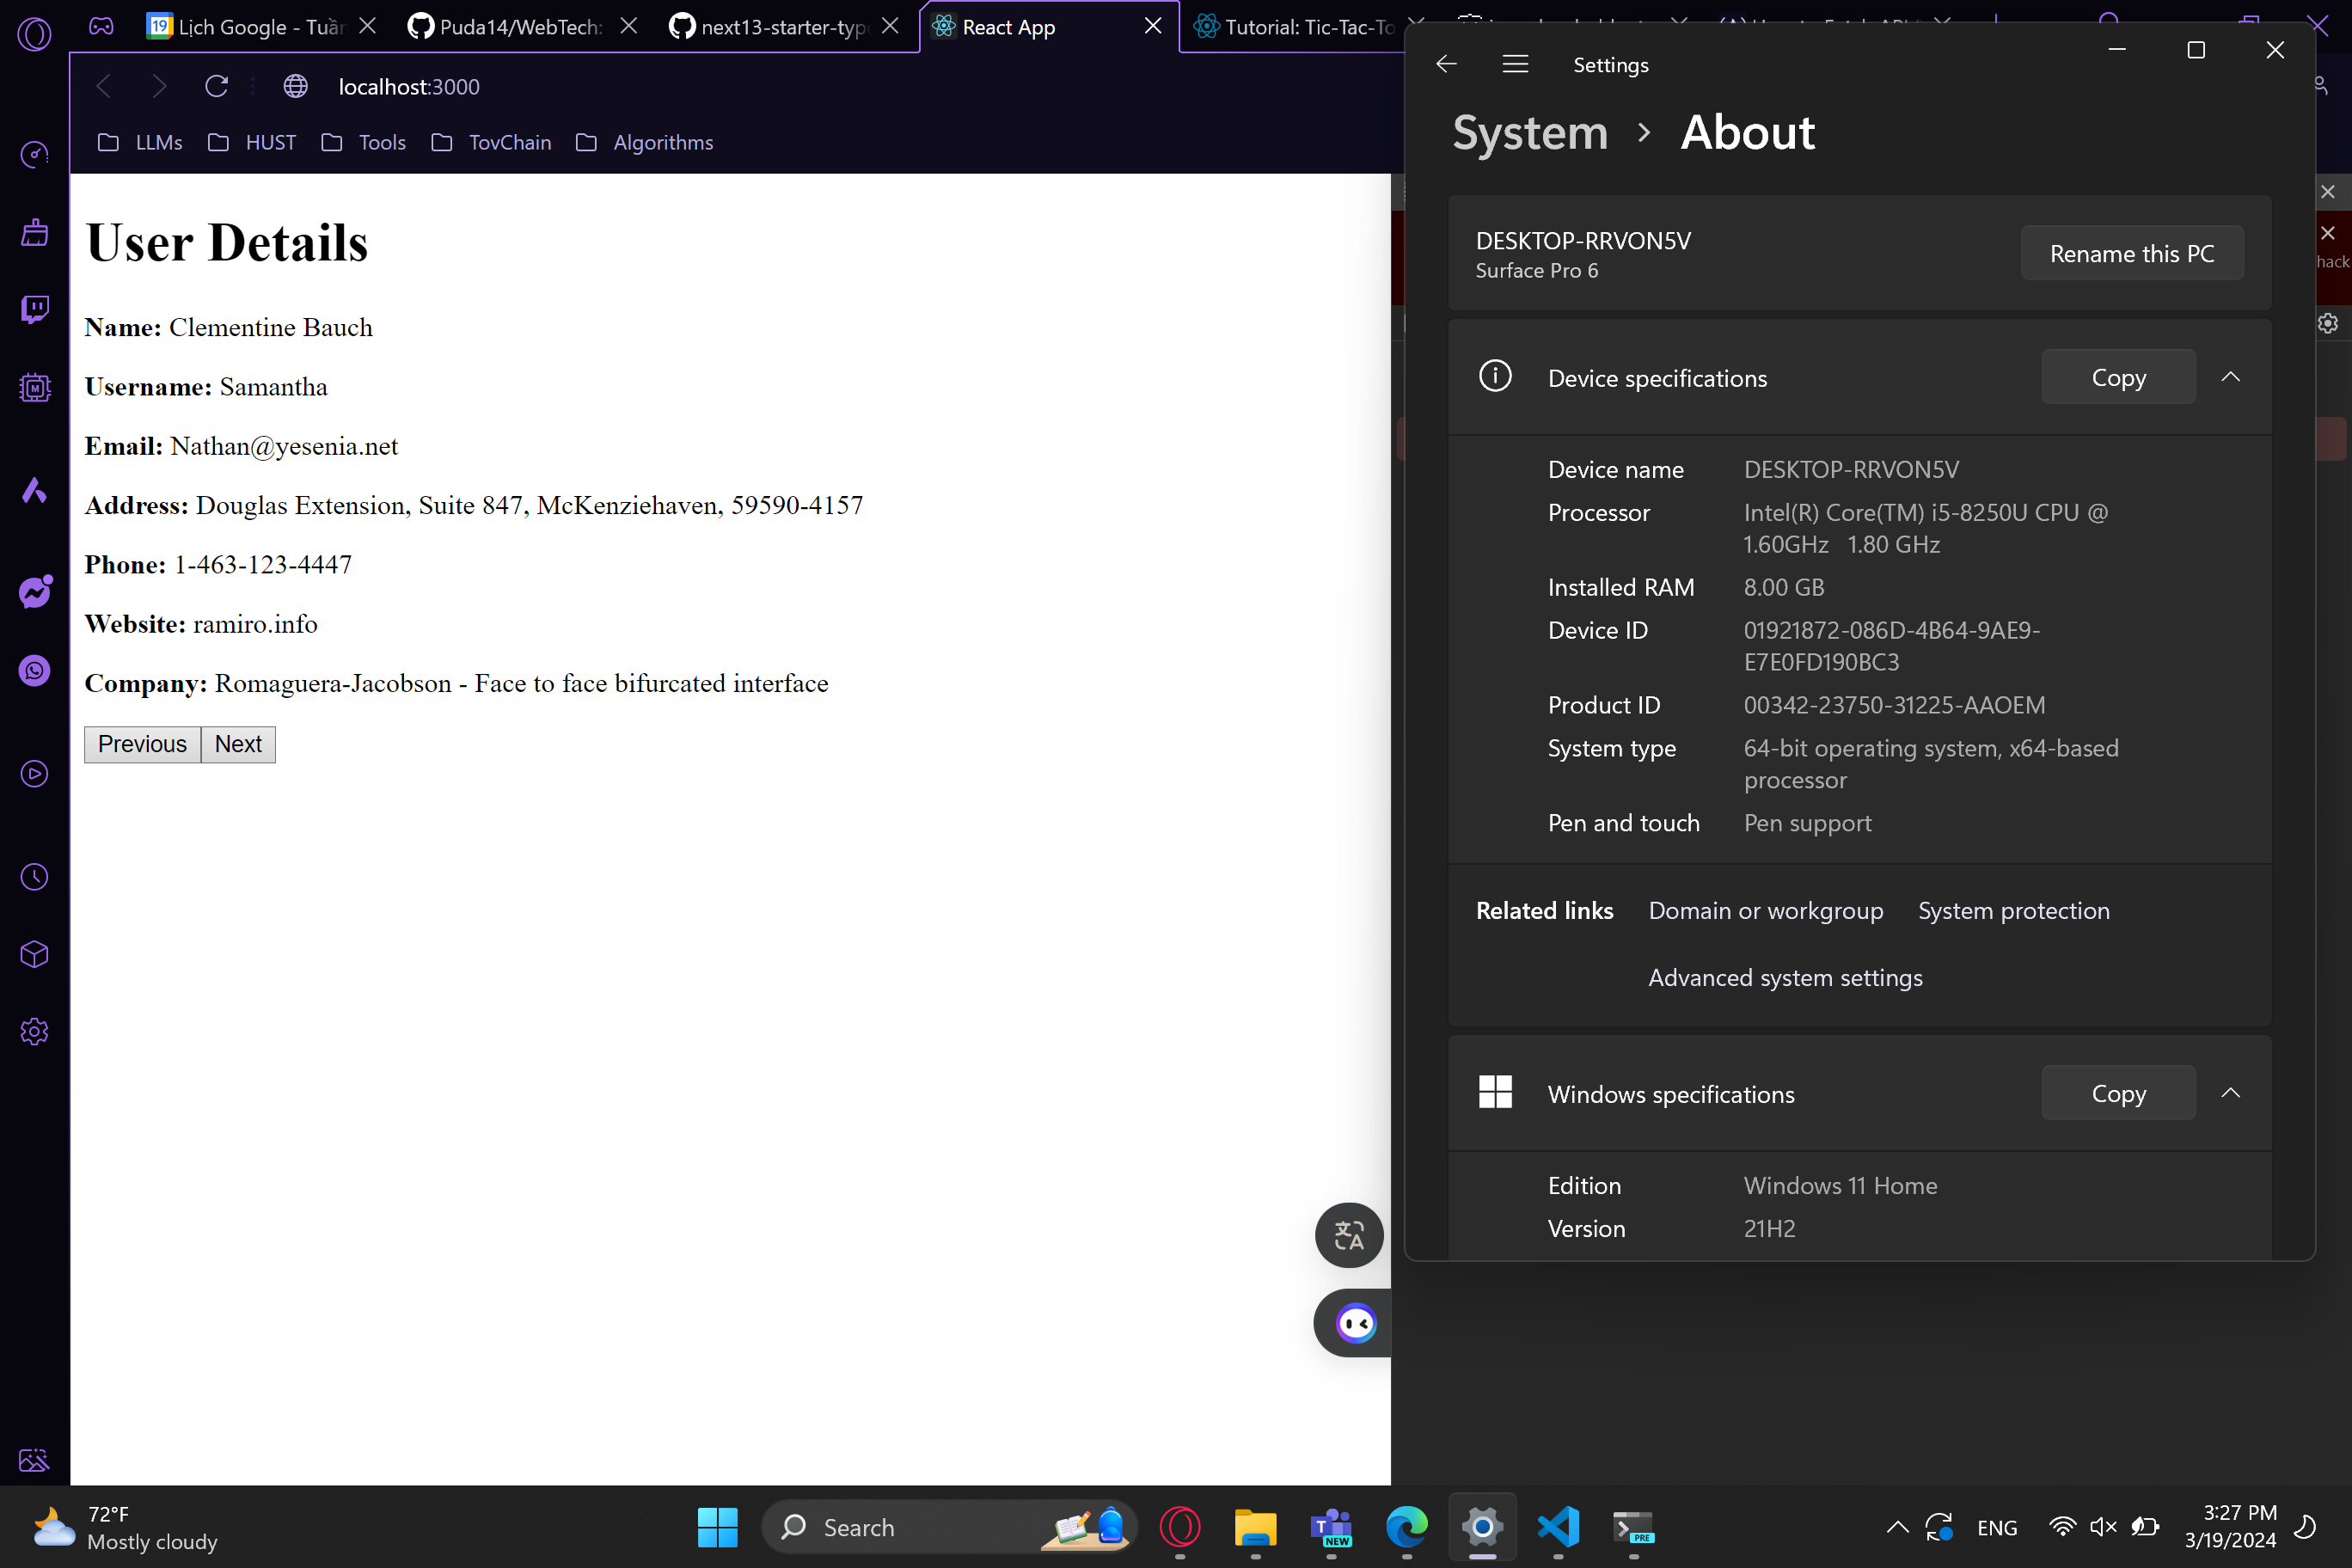 19 Lịch Google - Tuần
Puda14/WebTech:
next13-starter-typ
React App
Tutorial: Tic-Tac-To
localhost:3000
LLMs
HUST
Tools
TovChain
Algorithms
User Details
Name: Clementine Bauch
Username: Samantha
Email: Nathan@yesenia.net
Address: Douglas Extension, Suite 847, McKenziehaven, 59590-4157
Phone: 1-463-123-4447
Website: ramiro.info
Company: Romaguera-Jacobson - Face to face bifurcated interface
Previous
Next
Settings
System > About
DESKTOP-RRVON5V
Surface Pro 6
Rename this PC
hack
Device specifications
Copy
Device name DESKTOP-RRVON5V
Processor Intel(R) Core(TM) i5-8250U CPU @
1.60GHz 1.80 GHz
Installed RAM 8.00 GB
Device ID 01921872-086D-4B64-9AE9-
E7E0FD190BC3
Product ID 00342-23750-31225-AAOEM
System type 64-bit operating system, x64-based
processor
Pen and touch Pen support
Related links Domain or workgroup System protection
Advanced system settings
Windows specifications
Copy
Edition Windows 11 Home
Version 21H2
72°F
Mostly cloudy
Search
NEW
PRE
ENG
3:27 PM
3/19/2024